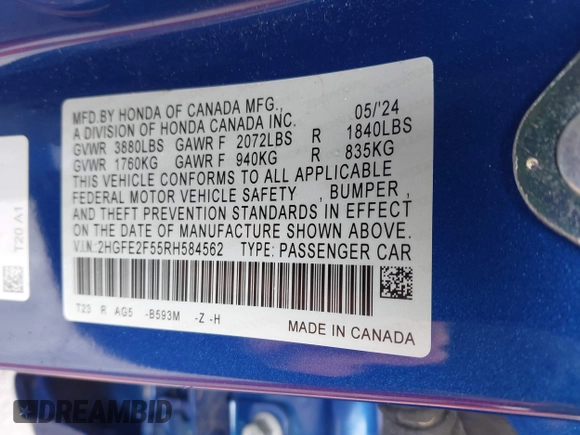 MFD.BY HONDA OF CANADA MFG., 05/'24
A DIVISION OF HONDA CANADA INC.
GVWR 3880LBS GAWR F 2072LBS R 1840LBS
GVWR 1760KG GAWR F 940KG R 835KG
THIS VEHICLE CONFORMS TO ALL APPLICABLE
FEDERAL MOTOR VEHICLE SAFETY , BUMPER ,
AND THEFT PREVENTION STANDARDS IN EFFECT
ON THE DATE OF MANUFACTURE SHOWN ABOVE.
V.I.N:2HGFE2F55RH584562 TYPE: PASSENGER CAR
T23 R AG5 -B593M -Z -H
MADE IN CANADA
T20 A1
DREAMBID